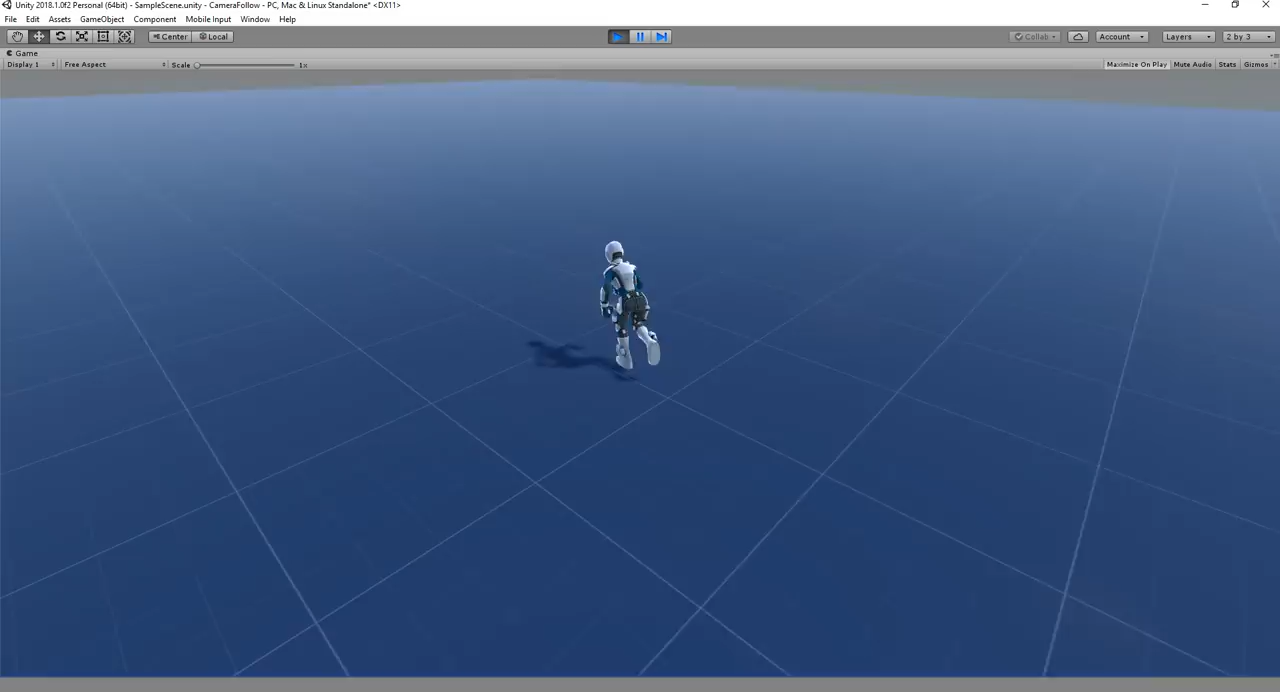 Unity 2018.1.0f2 Personal (64bit) - SampleScene.unity - CameraFollow - PC, Mac & Linux Standalone* <DX11>
File Edit Assets GameObject Component Mobile Input Window Help
Center Local Collab Account Layers 2 by 3
Game
Display 1 Free Aspect Scale 1x Maximize On Play Mute Audio Stats Gizmos